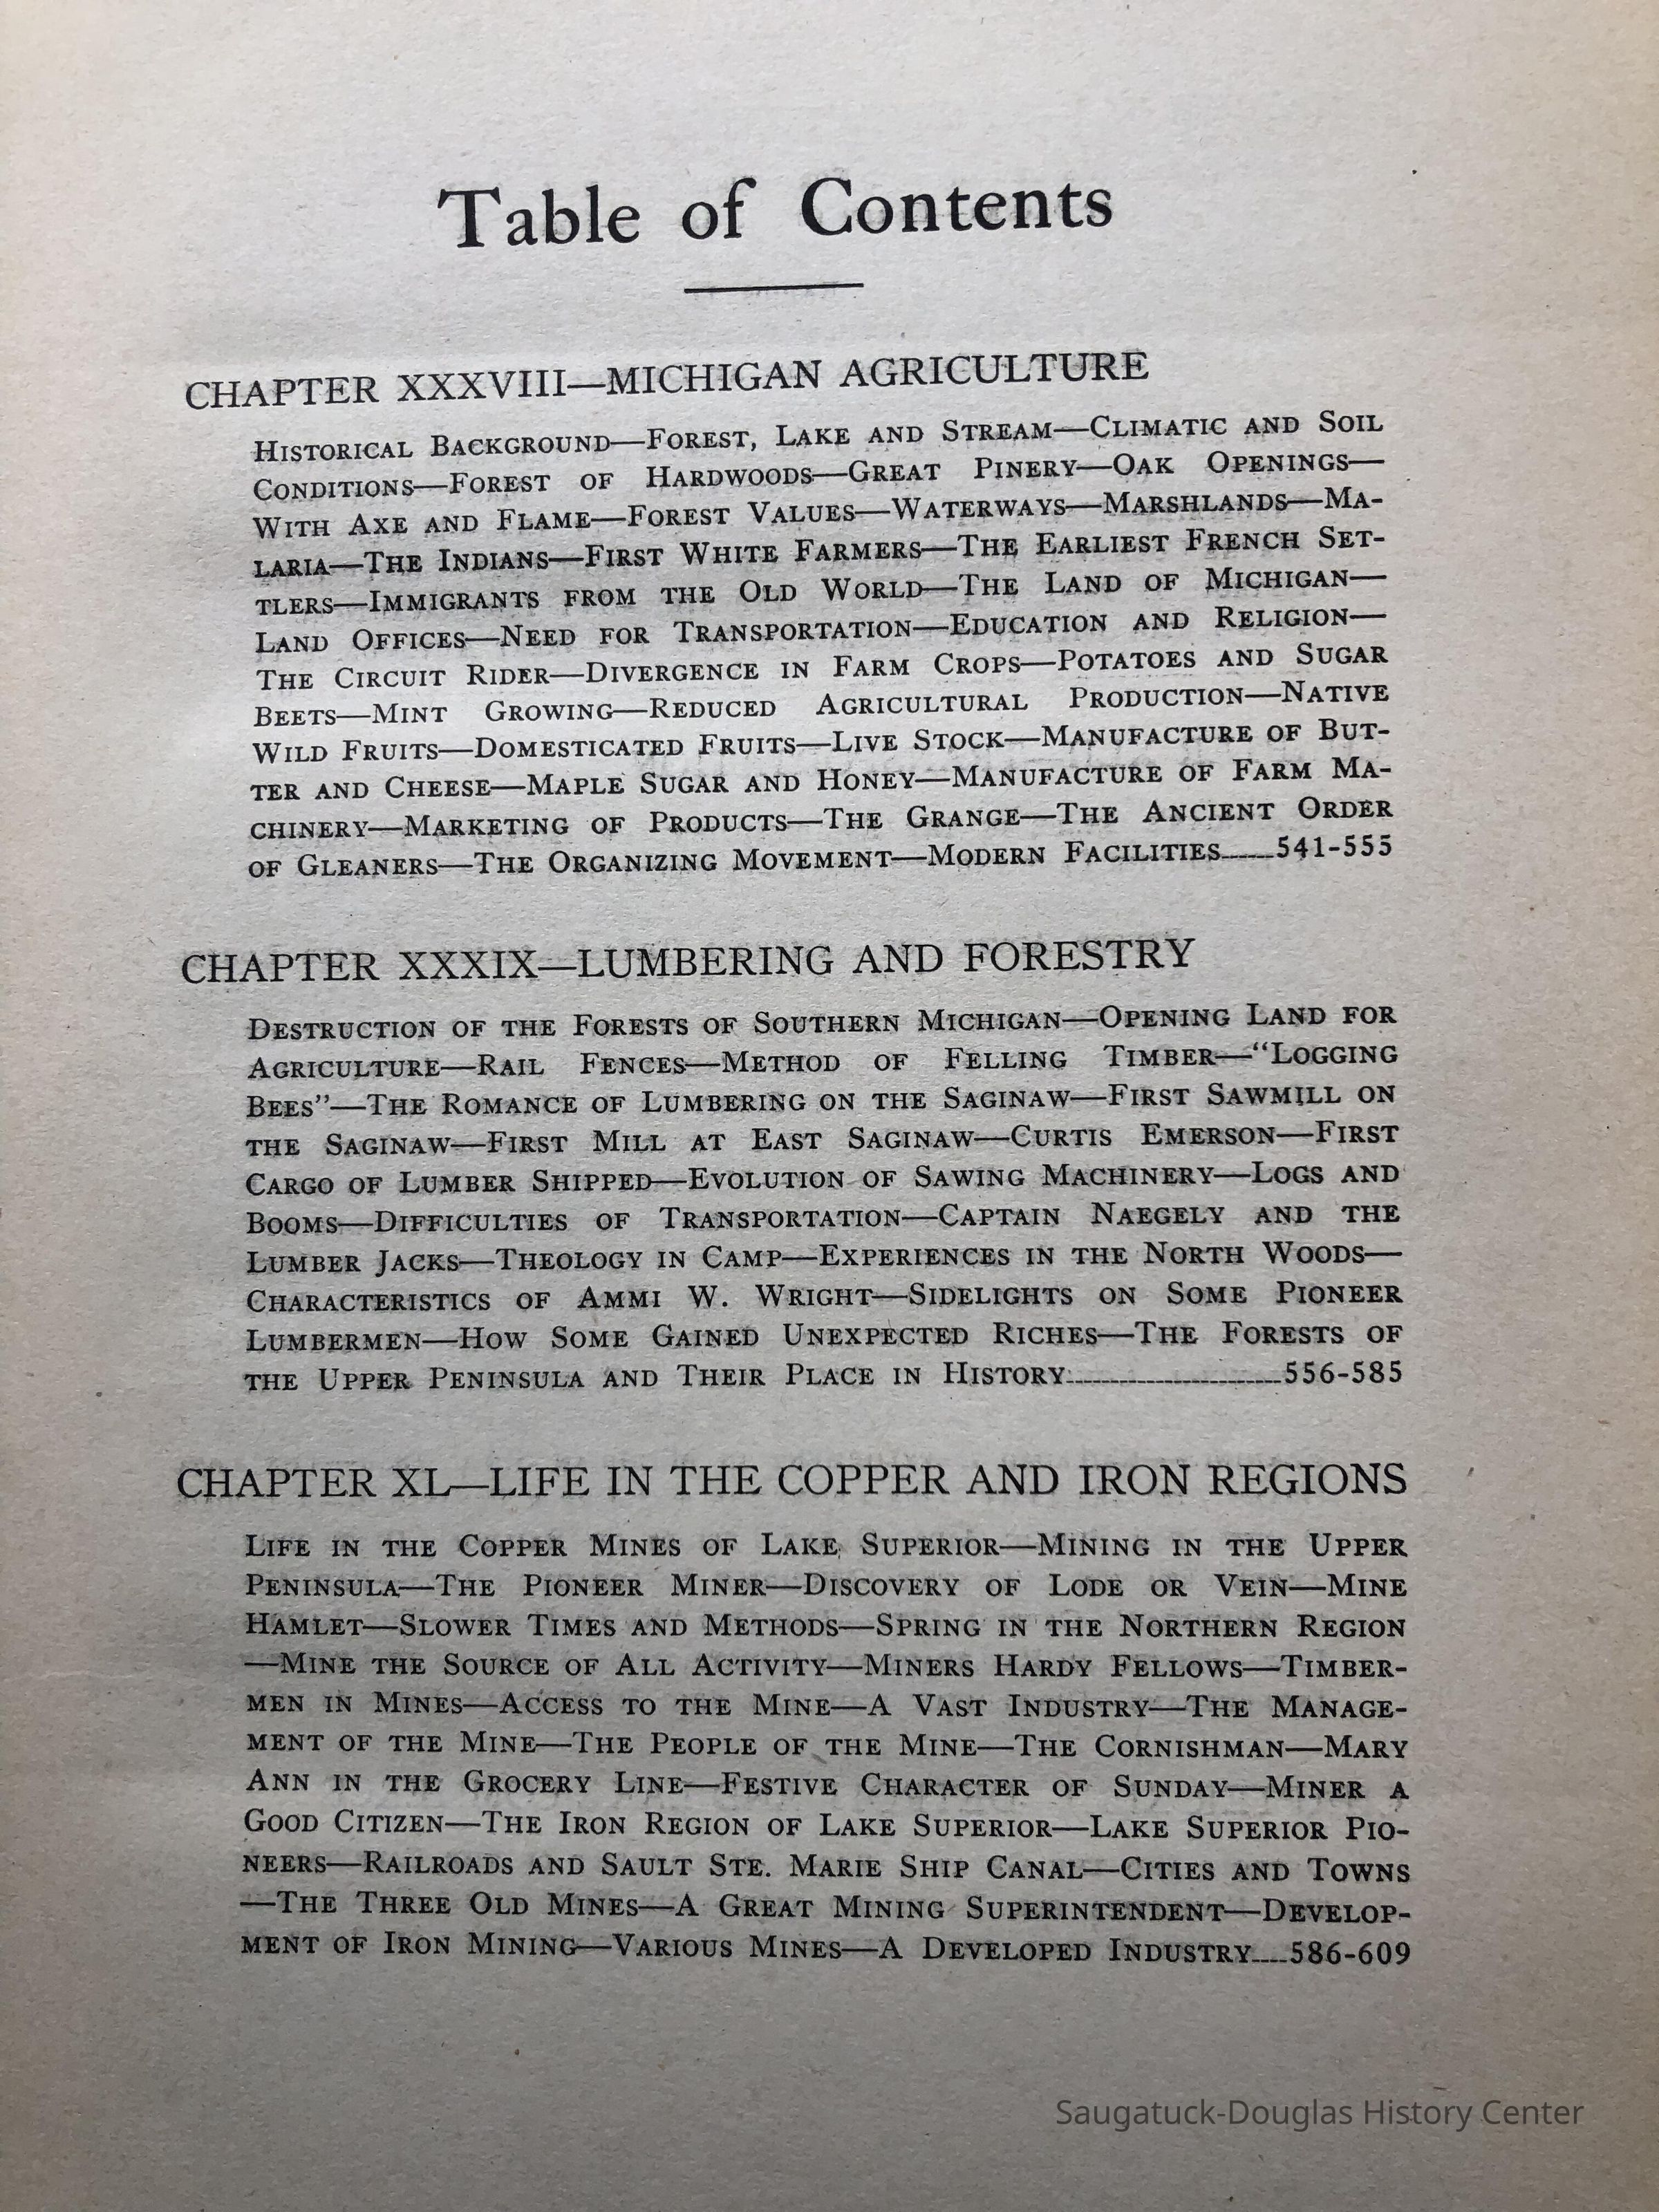 Table of Contents
CHAPTER XXXVIII—MICHIGAN AGRICULTURE
Historical Background—Forest, Lake and Stream—Climatic and Soil
Conditions—Forest of Hardwoods—Great Pinery—Oak Openings—
With Axe and Flame—Forest Values—Waterways—Marshlands—Ma-
laria—The Indians—First White Farmers—The Earliest French Set-
tlers—Immigrants from the Old World—The Land of Michigan—
Land Offices—Need for Transportation—Education and Religion—
The Circuit Rider—Divergence in Farm Crops—Potatoes and Sugar
Beets—Mint Growing—Reduced Agricultural Production—Native
Wild Fruits—Domesticated Fruits—Live Stock—Manufacture of But-
ter and Cheese—Maple Sugar and Honey—Manufacture of Farm Ma-
chinery—Marketing of Products—The Grange—The Ancient Order
of Gleaners—The Organizing Movement—Modern Facilities....541-555
CHAPTER XXXIX—LUMBERING AND FORESTRY
Destruction of the Forests of Southern Michigan—Opening Land for
Agriculture—Rail Fences—Method of Felling Timber—“Logging
Bees”—The Romance of Lumbering on the Saginaw—First Sawmill on
the Saginaw—First Mill at East Saginaw—Curtis Emerson—First
Cargo of Lumber Shipped—Evolution of Sawing Machinery—Logs and
Booms—Difficulties of Transportation—Captain Naegely and the
Lumber Jacks—Theology in Camp—Experiences in the North Woods—
Characteristics of Ammi W. Wright—Sidelights on Some Pioneer
Lumbermen—How Some Gained Unexpected Riches—The Forests of
the Upper Peninsula and Their Place in History....................556-585
CHAPTER XL—LIFE IN THE COPPER AND IRON REGIONS
Life in the Copper Mines of Lake Superior—Mining in the Upper
Peninsula—The Pioneer Miner—Discovery of Lode or Vein—Mine
Hamlet—Slower Times and Methods—Spring in the Northern Region
—Mine the Source of All Activity—Miners Hardy Fellows—Timber-
men in Mines—Access to the Mine—A Vast Industry—The Manage-
ment of the Mine—The People of the Mine—The Cornishman—Mary
Ann in the Grocery Line—Festive Character of Sunday—Miner a
Good Citizen—The Iron Region of Lake Superior—Lake Superior Pio-
neers—Railroads and Sault Ste. Marie Ship Canal—Cities and Towns
—The Three Old Mines—A Great Mining Superintendent—Develop-
ment of Iron Mining—Various Mines—A Developed Industry....586-609
Saugatuck-Douglas History Center